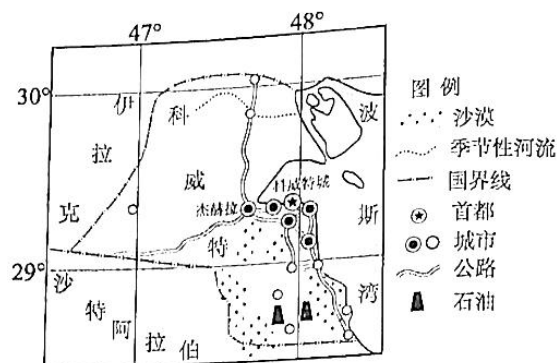 47° 48°
30°
29°
伊拉克
科威特
波斯湾
科威特城
杰赫拉
沙特阿拉伯
图例
沙漠
季节性河流
国界线
首都
城市
公路
石油